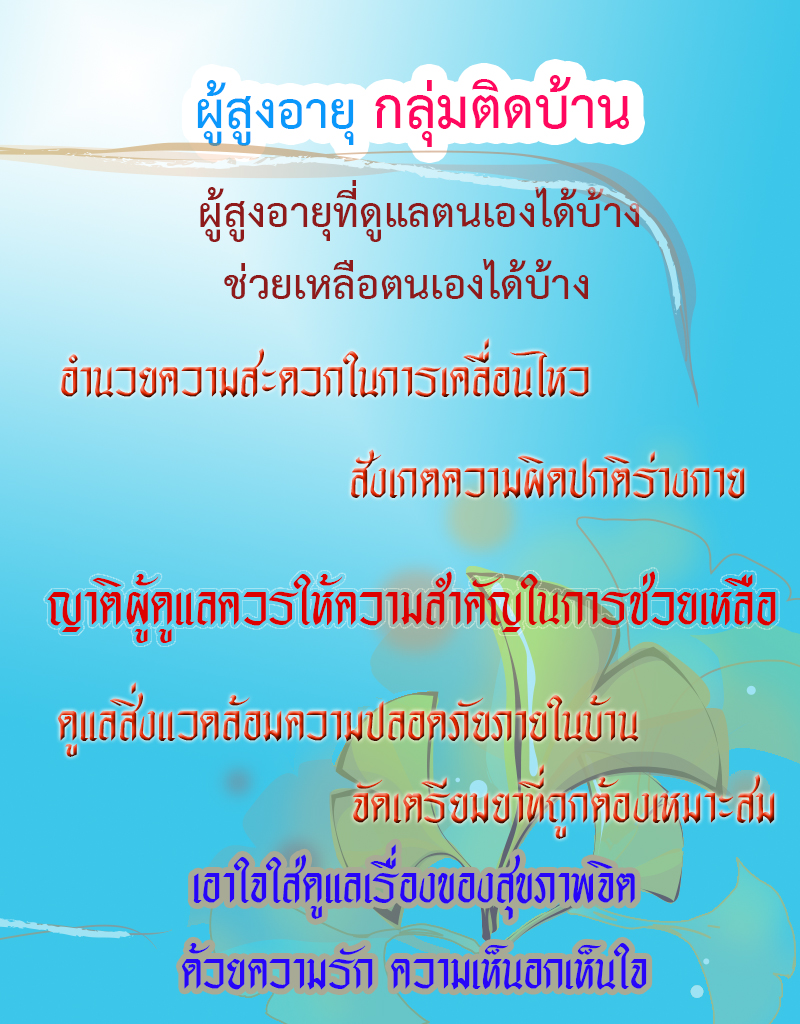 ผู้สูงอายุ กลุ่มติดบ้าน
ผู้สูงอายุที่ดูแลตนเองได้บ้าง
ช่วยเหลือตนเองได้บ้าง
อำนวยความสะดวกในการเคลื่อนไหว
สังเกตความผิดปกติร่างกาย
ญาติผู้ดูแลควรให้ความสำคัญในการช่วยเหลือ
ดูแลสิ่งแวดล้อมความปลอดภัยภายในบ้าน
จัดเตรียมยาที่ถูกต้องเหมาะสม
เอาใจใส่ดูแลเรื่องของสุขภาพจิต
ด้วยความรัก ความเห็นอกเห็นใจ